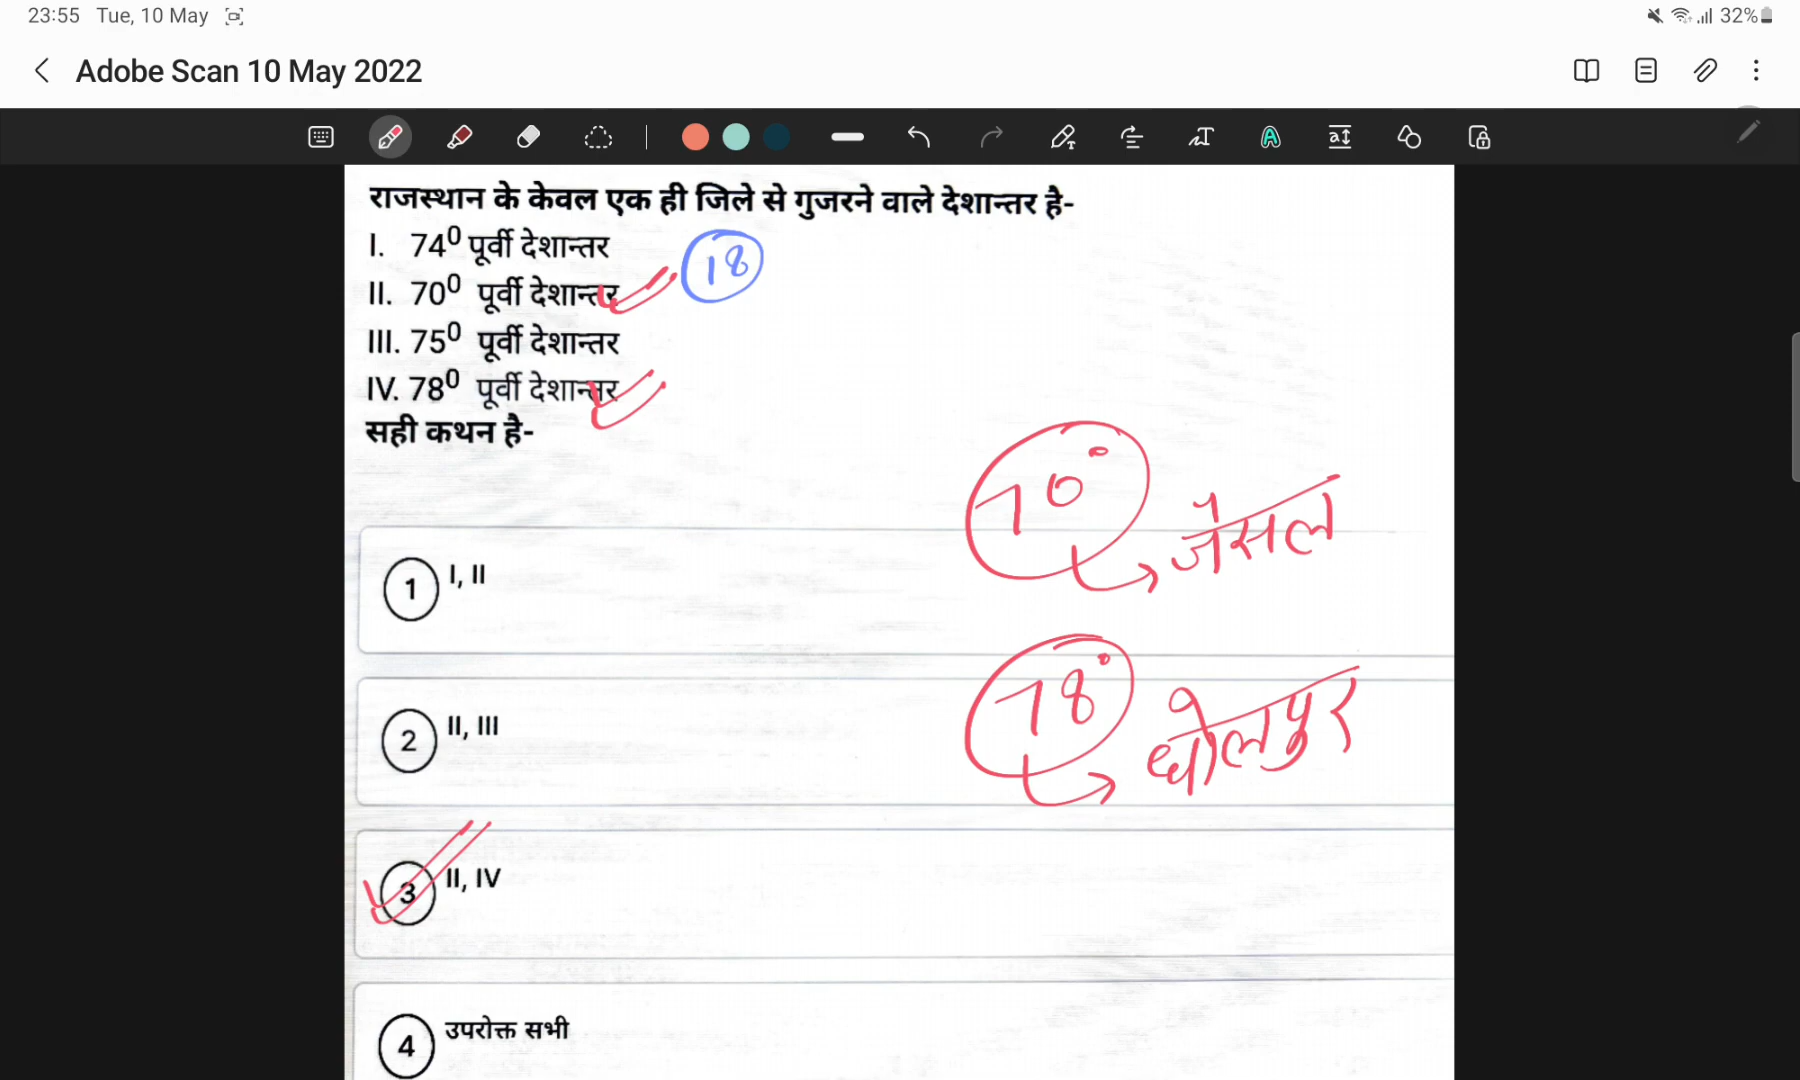 23:55 Tue, 10 May
32%
Adobe Scan 10 May 2022
राजस्थान के केवल एक ही जिले से गुजरने वाले देशान्तर है-
I. 74⁰ पूर्वी देशान्तर
18
II. 70⁰ पूर्वी देशान्तर
III. 75⁰ पूर्वी देशान्तर
IV. 78⁰ पूर्वी देशान्तर
सही कथन है-
70° जैसल
1 I, II
78° धौलपुर
2 II, III
3 II, IV
4 उपरोक्त सभी